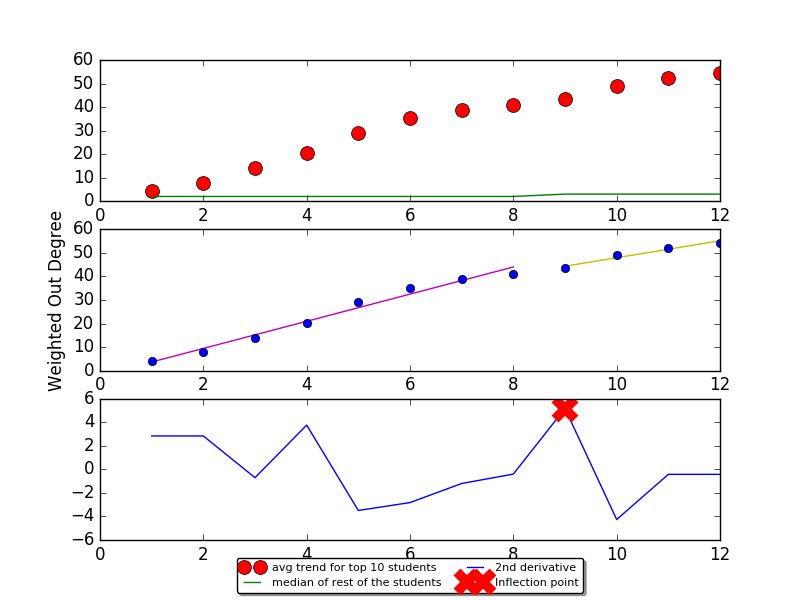 60
50
40
30
20
10
0
0 2 4 6 8 10 12
Weighted Out Degree
60
50
40
30
20
10
0
0 2 4 6 8 10 12
6
4
2
0
−2
−4
−6
0 2 4 6 8 10 12
avg trend for top 10 students
median of rest of the students
2nd derivative
Inflection point